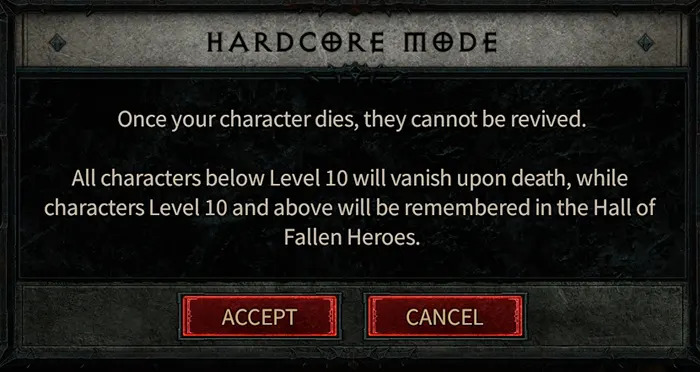 HARDCORE MODE
Once your character dies, they cannot be revived.
All characters below Level 10 will vanish upon death, while
characters Level 10 and above will be remembered in the Hall of
Fallen Heroes.
ACCEPT
CANCEL